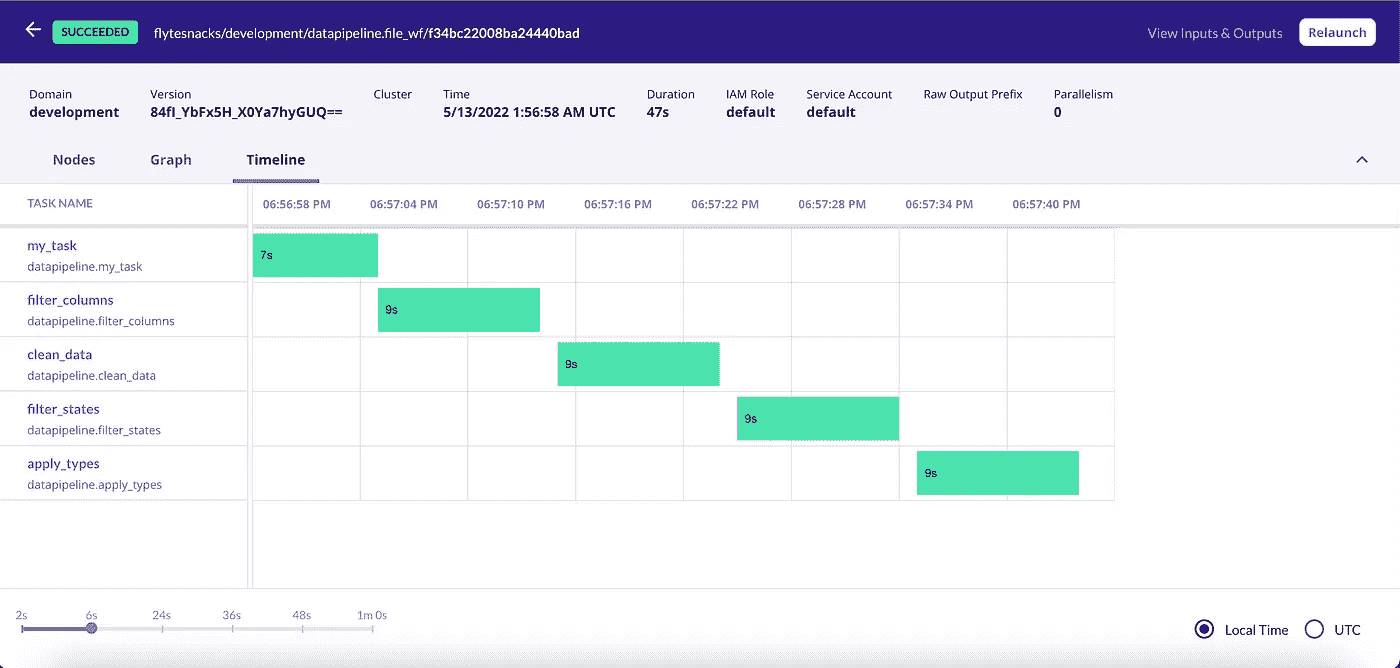 SUCCEEDED flytesnacks/development/datapipeline.file_wf/f34bc22008ba24440bad View Inputs & Outputs Relaunch
Domain Version Cluster Time Duration IAM Role Service Account Raw Output Prefix Parallelism
development 84fI_YbFx5H_X0Ya7hyGUQ== 5/13/2022 1:56:58 AM UTC 47s default default 0
Nodes Graph Timeline
TASK NAME 06:56:58 PM 06:57:04 PM 06:57:10 PM 06:57:16 PM 06:57:22 PM 06:57:28 PM 06:57:34 PM 06:57:40 PM
my_task
7s
datapipeline.my_task
filter_columns
9s
datapipeline.filter_columns
clean_data
9s
datapipeline.clean_data
filter_states
9s
datapipeline.filter_states
apply_types
9s
datapipeline.apply_types
2s 6s 24s 36s 48s 1m 0s
Local Time UTC